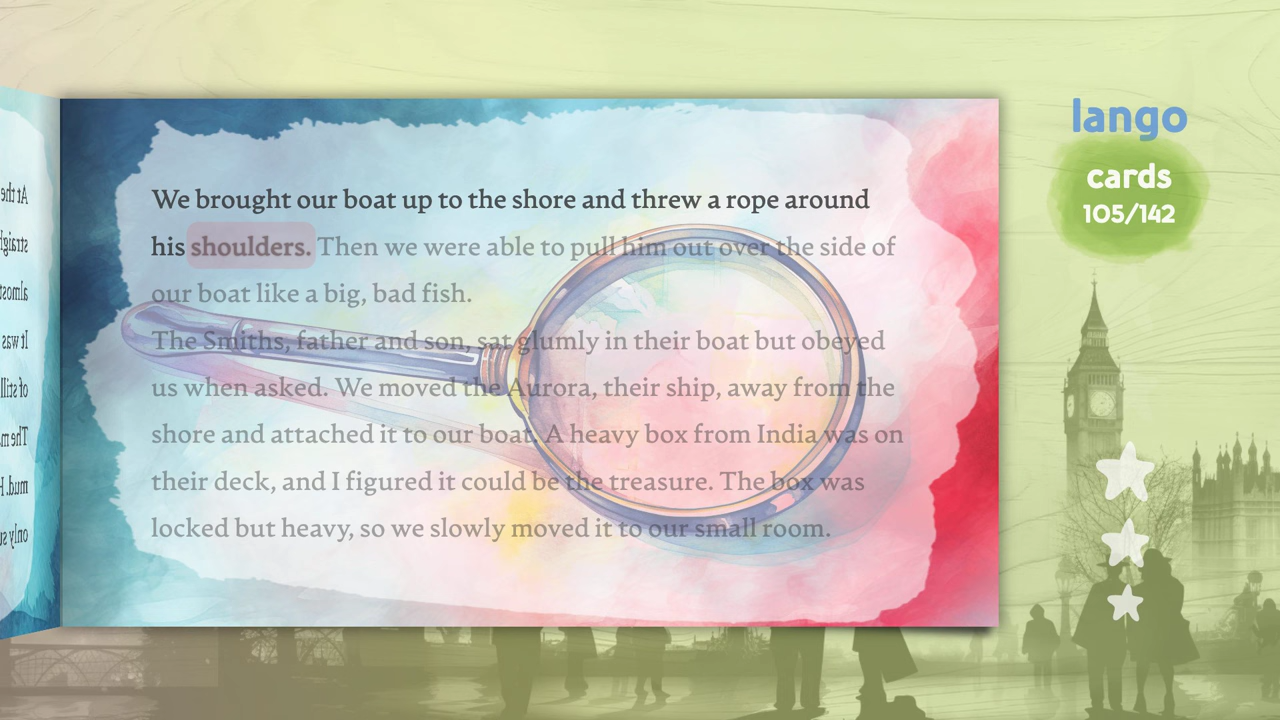 We brought our boat up to the shore and threw a rope around
his shoulders. Then we were able to pull him out over the side of
our boat like a big, bad fish.
The Smiths, father and son, sat glumly in their boat but obeyed
us when asked. We moved the Aurora, their ship, away from the
shore and attached it to our boat. A heavy box from India was on
their deck, and I figured it could be the treasure. The box was
locked but heavy, so we slowly moved it to our small room.
lango
cards
105/142